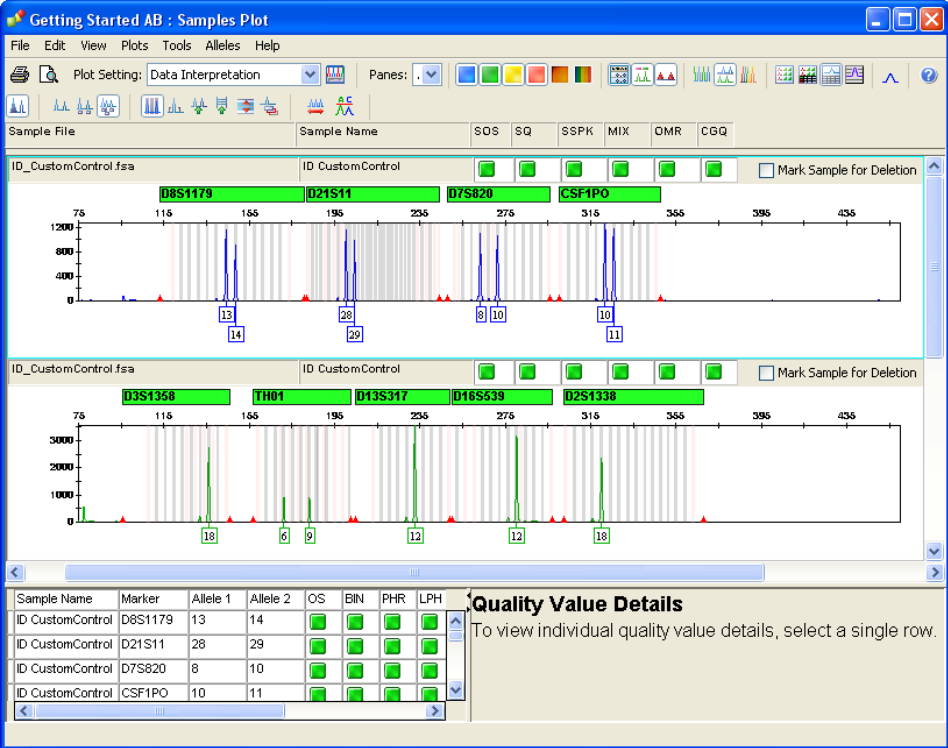 Getting Started AB : Samples Plot
File Edit View Plots Tools Alleles Help
Plot Setting: Data Interpretation Panes: .
Sample File Sample Name SOS SQ SSPK MIX OMR CGQ
ID_CustomControl.fsa ID CustomControl Mark Sample for Deletion
D8S1179 D21S11 D7S820 CSF1PO
75 115 155 195 235 275 315 355 395 435
1200
800
400
0
13 28 8 10 10
14 29 11
ID_CustomControl.fsa ID CustomControl Mark Sample for Deletion
D3S1358 TH01 D13S317 D16S539 D2S1338
75 115 155 195 235 275 315 355 395 435
3000
2000
1000
0
18 6 9 12 12 18
Sample Name Marker Allele 1 Allele 2 OS BIN PHR LPH
ID CustomControl D8S1179 13 14
ID CustomControl D21S11 28 29
ID CustomControl D7S820 8 10
ID CustomControl CSF1PO 10 11
Quality Value Details
To view individual quality value details, select a single row.